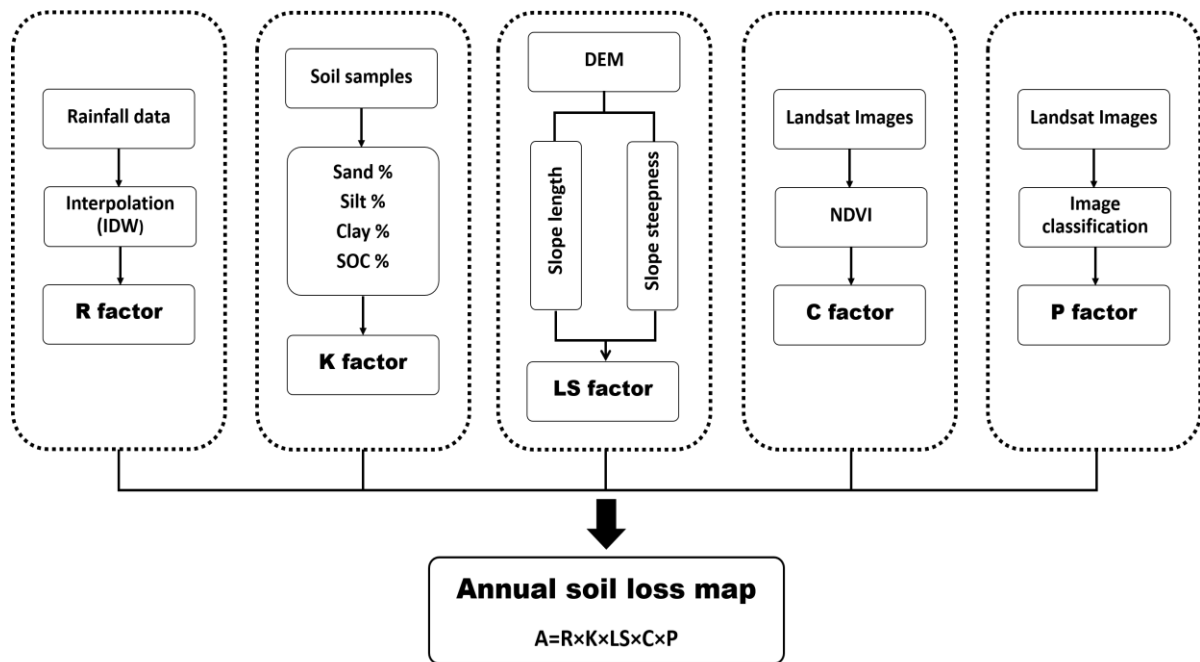 Rainfall data
Interpolation
(IDW)
R factor
Soil samples
Sand %
Silt %
Clay %
SOC %
K factor
DEM
Slope length
Slope steepness
LS factor
Landsat Images
NDVI
C factor
Landsat Images
Image
classification
P factor
Annual soil loss map
A=R×K×LS×C×P